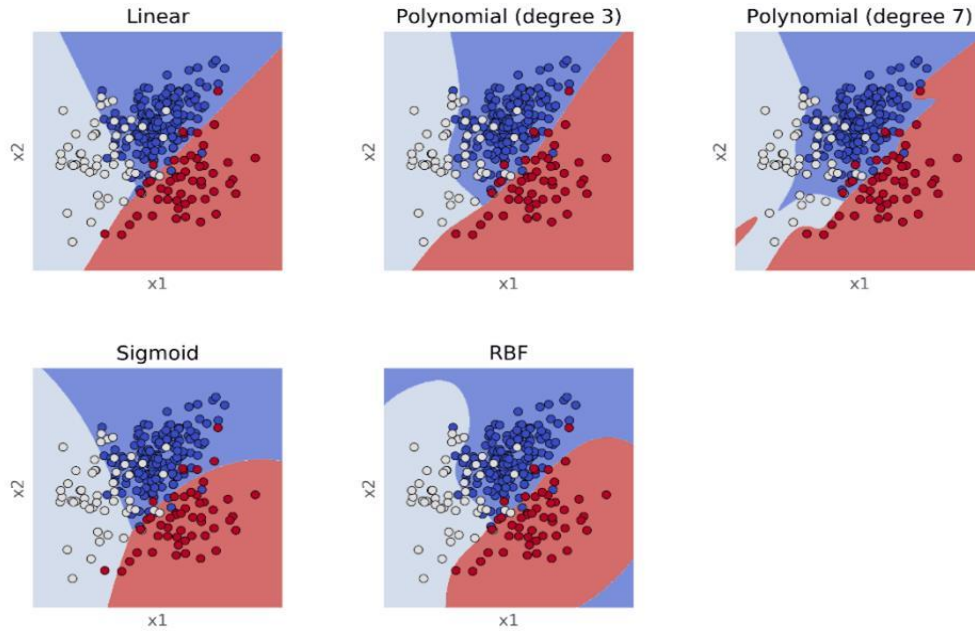 Linear
Polynomial (degree 3)
Polynomial (degree 7)
x2
x2
x2
x1
x1
x1
Sigmoid
RBF
x2
x2
x1
x1